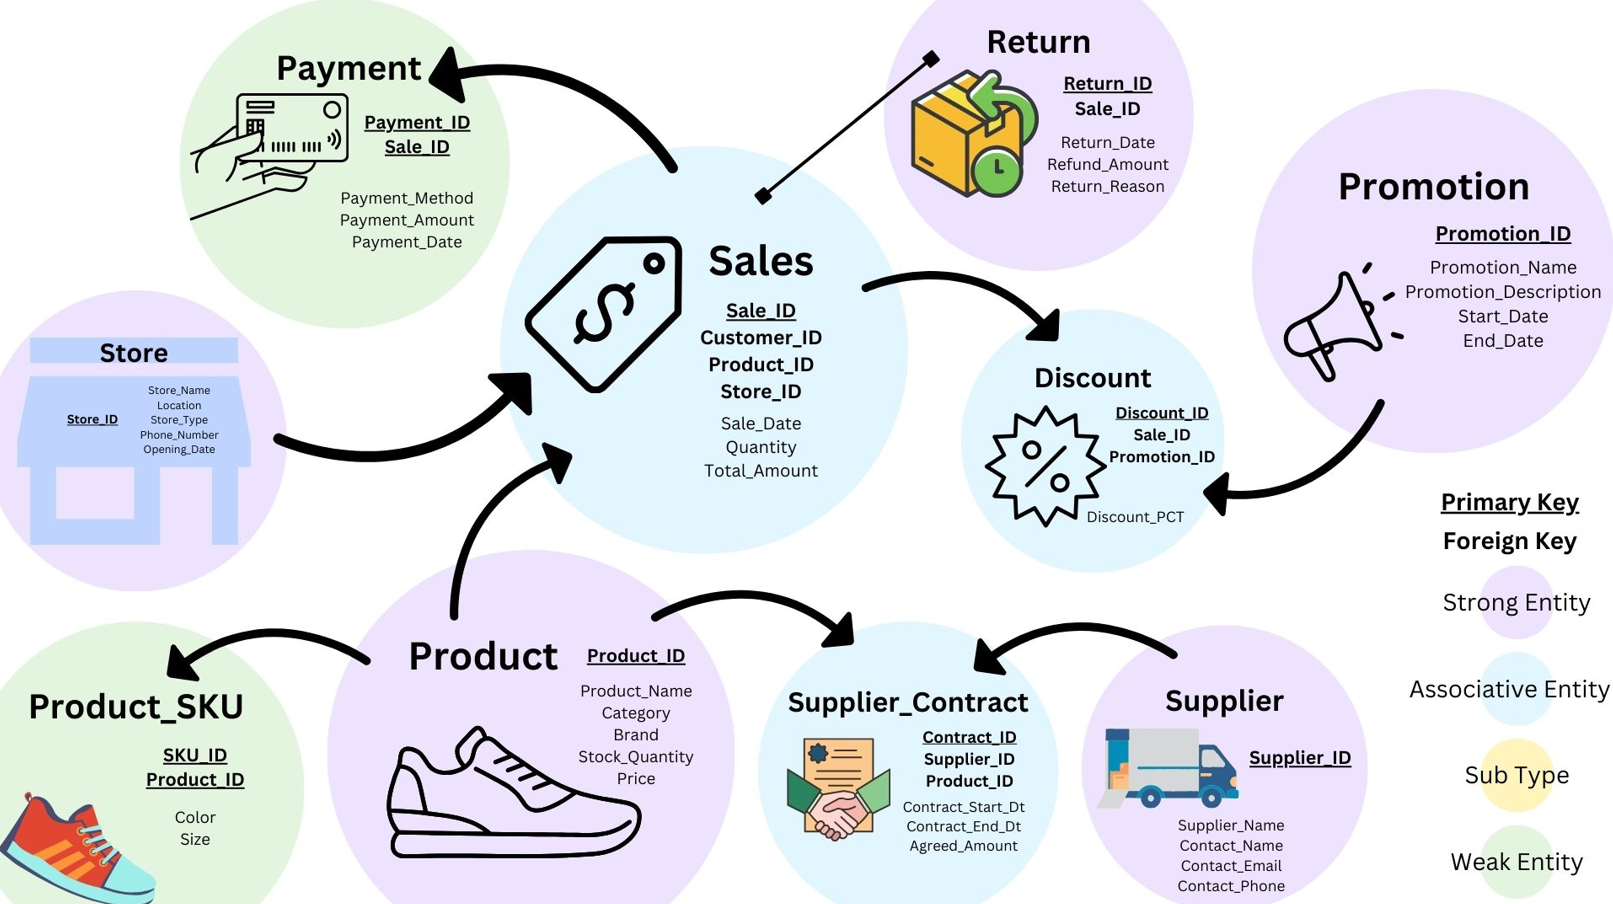 Payment
Payment_ID
Sale_ID
Payment_Method
Payment_Amount
Payment_Date
Return
Return_ID
Sale_ID
Return_Date
Refund_Amount
Return_Reason
Promotion
Promotion_ID
Promotion_Name
Promotion_Description
Start_Date
End_Date
Sales
Sale_ID
Customer_ID
Product_ID
Store_ID
Sale_Date
Quantity
Total_Amount
Store
Store_ID
Store_Name
Location
Store_Type
Phone_Number
Opening_Date
Discount
Discount_ID
Sale_ID
Promotion_ID
Discount_PCT
Product_SKU
SKU_ID
Product_ID
Color
Size
Product
Product_ID
Product_Name
Category
Brand
Stock_Quantity
Price
Supplier_Contract
Contract_ID
Supplier_ID
Product_ID
Contract_Start_Dt
Contract_End_Dt
Agreed_Amount
Supplier
Supplier_ID
Supplier_Name
Contact_Name
Contact_Email
Contact_Phone
Primary Key
Foreign Key
Strong Entity
Associative Entity
Sub Type
Weak Entity